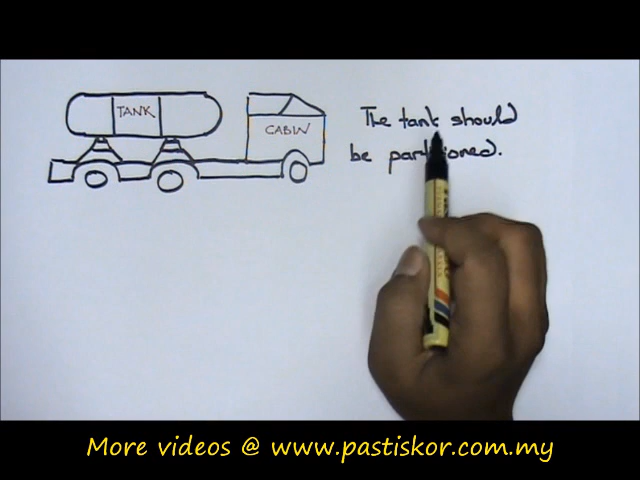 TANK
CABIN
The tank should
be partitioned.
More videos @ www.pastiskor.com.my